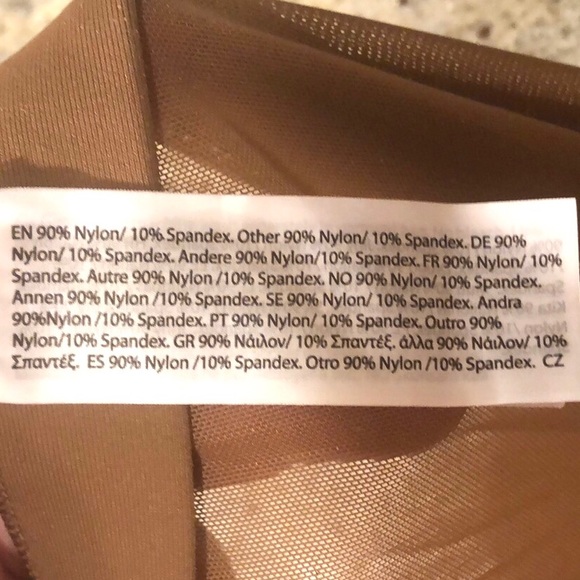 EN 90% Nylon/ 10% Spandex. Other 90% Nylon/ 10% Spandex. DE 90%
Nylon/ 10% Spandex. Andere 90% Nylon/10% Spandex. FR 90% Nylon/ 10%
Spandex. Autre 90% Nylon /10% Spandex. NO 90% Nylon/ 10% Spandex.
Annen 90% Nylon /10% Spandex. SE 90% Nylon/ 10% Spandex. Andra
90%Nylon /10% Spandex. PT 90% Nylon/ 10% Spandex. Outro 90%
Nylon/10% Spandex. GR 90% Νάιλον/ 10% Σπαντέξ. άλλα 90% Νάιλον/ 10%
Σπαντέξ. ES 90% Nylon /10% Spandex. Otro 90% Nylon /10% Spandex. CZ